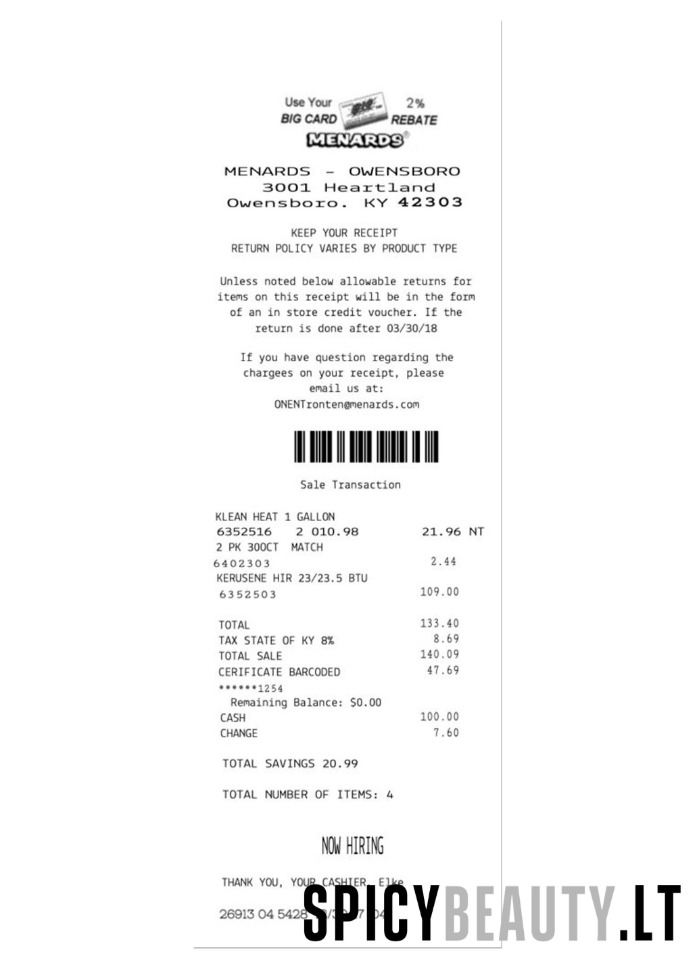 Use Your 2%
BIG CARD REBATE
MENARDS®
MENARDS – OWENSBORO
3001 Heartland
Owensboro. KY 42303
KEEP YOUR RECEIPT
RETURN POLICY VARIES BY PRODUCT TYPE
Unless noted below allowable returns for
items on this receipt will be in the form
of an in store credit voucher. If the
return is done after 03/30/18
If you have question regarding the
chargees on your receipt, please
email us at:
ONENTronten@menards.com
Sale Transaction
KLEAN HEAT 1 GALLON
6352516 2 010.98 21.96 NT
2 PK 300CT MATCH
6402303 2.44
KERUSENE HIR 23/23.5 BTU
6352503 109.00
TOTAL 133.40
TAX STATE OF KY 8% 8.69
TOTAL SALE 140.09
CERIFICATE BARCODED 47.69
******1254
Remaining Balance: $0.00
CASH 100.00
CHANGE 7.60
TOTAL SAVINGS 20.99
TOTAL NUMBER OF ITEMS: 4
NOW HIRING
THANK YOU, YOUR CASHIER, Elke
26913 04 5428
SPICYBEAUTY.LT